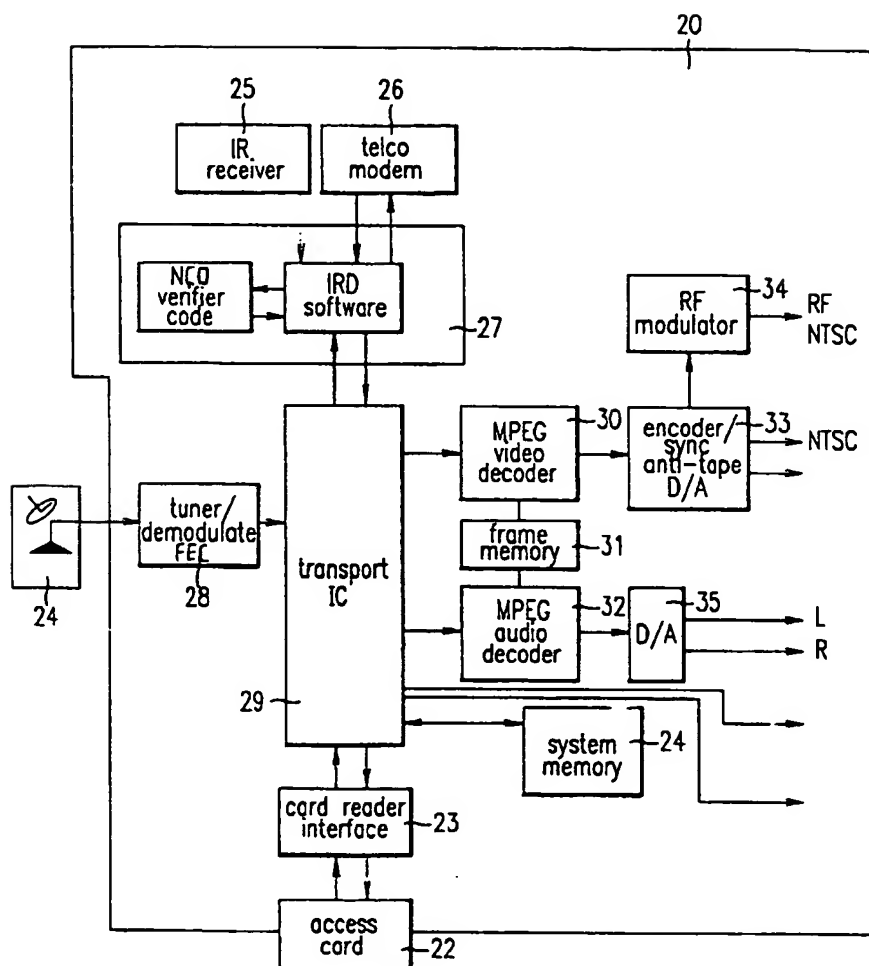 20
25
26
IR
receiver
telco
modem
NCO
verifier
code
IRD
software
27
RF
modulator
34
RF
NTSC
30
MPEG
video
decoder
encoder/
sync
anti-tape
D/A
33
NTSC
24
tuner/
demodulate
FEC
28
transport
IC
29
frame
memory
31
MPEG
audio
decoder
32
35
D/A
L
R
system
memory
24
card reader
interface
23
access
card
22